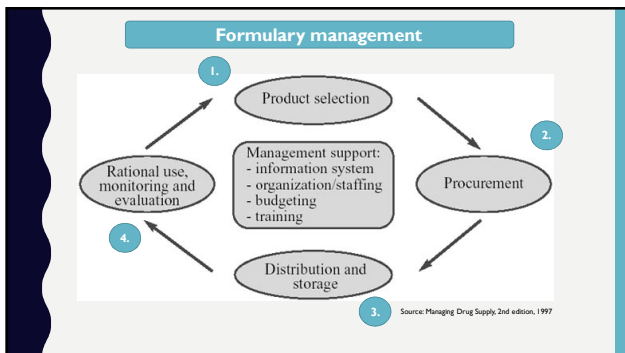 Formulary management
1.
Product selection
2.
Management support:
- information system
- organization/staffing
- budgeting
- training
Rational use,
monitoring and
evaluation
Procurement
4.
Distribution and
storage
3.
Source: Managing Drug Supply, 2nd edition, 1997